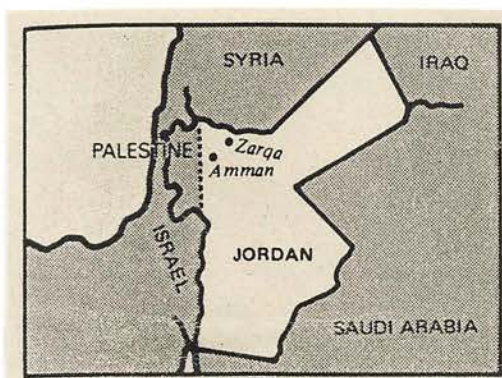 SYRIA
IRAQ
PALESTINE
Zarqa
Amman
ISRAEL
JORDAN
SAUDI ARABIA